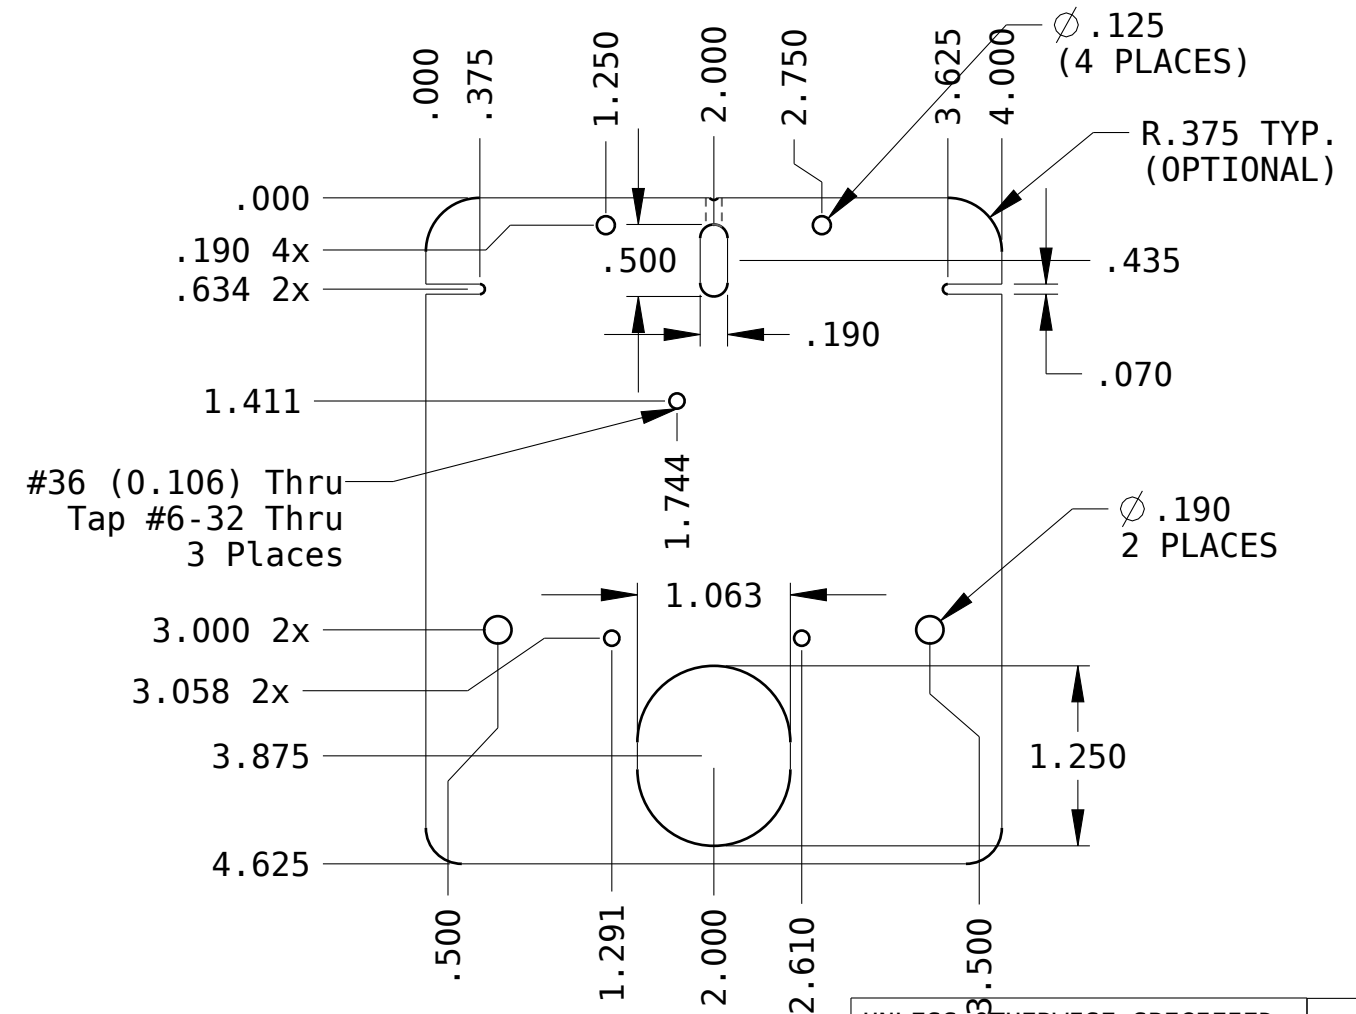 .000
.375
1.250
2.000
2.750
3.625
4.000
⌀ .125
(4 PLACES)
R.375 TYP.
(OPTIONAL)
.000
.190 4x
.634 2x
.500
.435
.190
.070
1.411
#36 (0.106) Thru
Tap #6-32 Thru
3 Places
1.744
⌀ .190
2 PLACES
1.063
3.000 2x
3.058 2x
3.875
1.250
4.625
.500
1.291
2.000
2.610
3.500
UNLESS OTHERWISE SPECIFIED